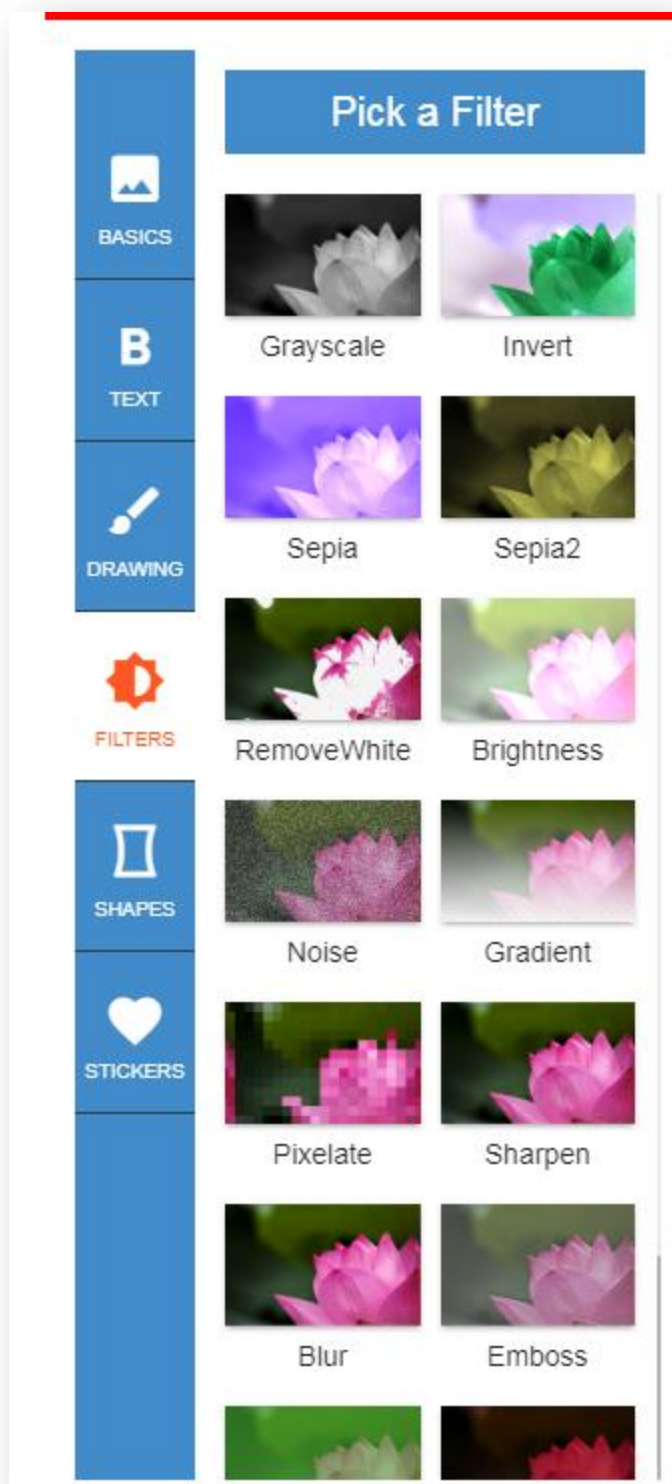 Pick a Filter
BASICS
Grayscale
Invert
B
TEXT
Sepia
Sepia2
DRAWING
FILTERS
RemoveWhite
Brightness
SHAPES
Noise
Gradient
STICKERS
Pixelate
Sharpen
Blur
Emboss